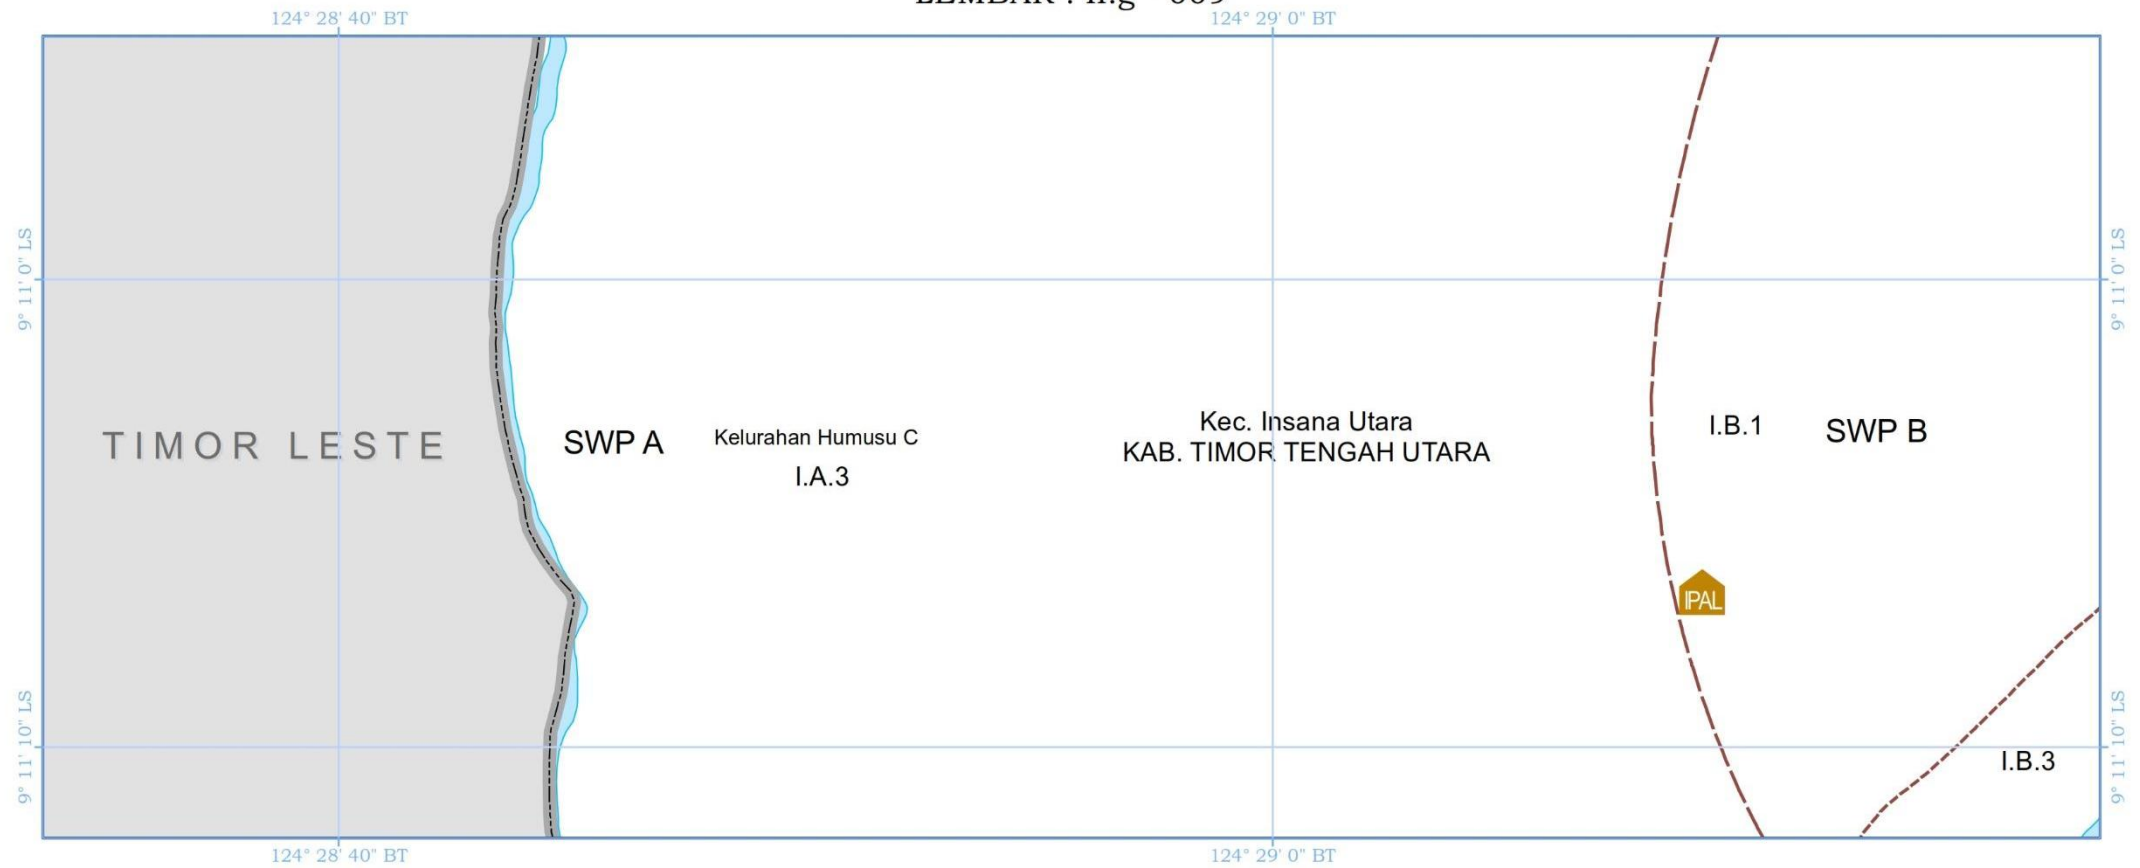 124° 28' 40" BT
124° 29' 0" BT
9° 11' 0" LS
9° 11' 0" LS
TIMOR LESTE
SWP A
Kelurahan Humusu C
I.A.3
Kec. Insana Utara
KAB. TIMOR TENGAH UTARA
I.B.1
SWP B
IPAL
9° 11' 10" LS
I.B.3
9° 11' 10" LS
124° 28' 40" BT
124° 29' 0" BT